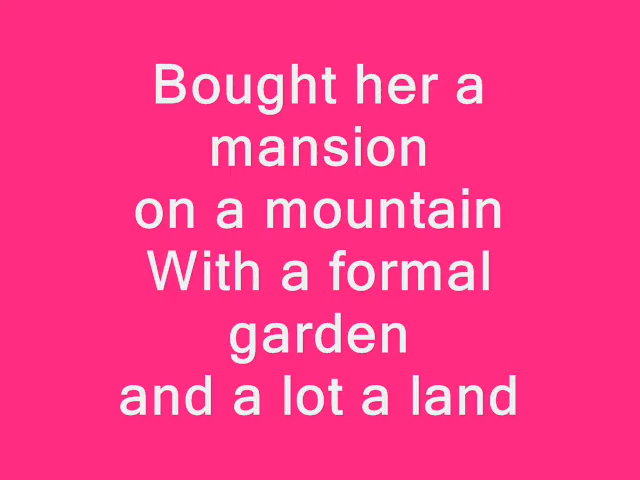 Bought her a
mansion
on a mountain
With a formal
garden
and a lot a land